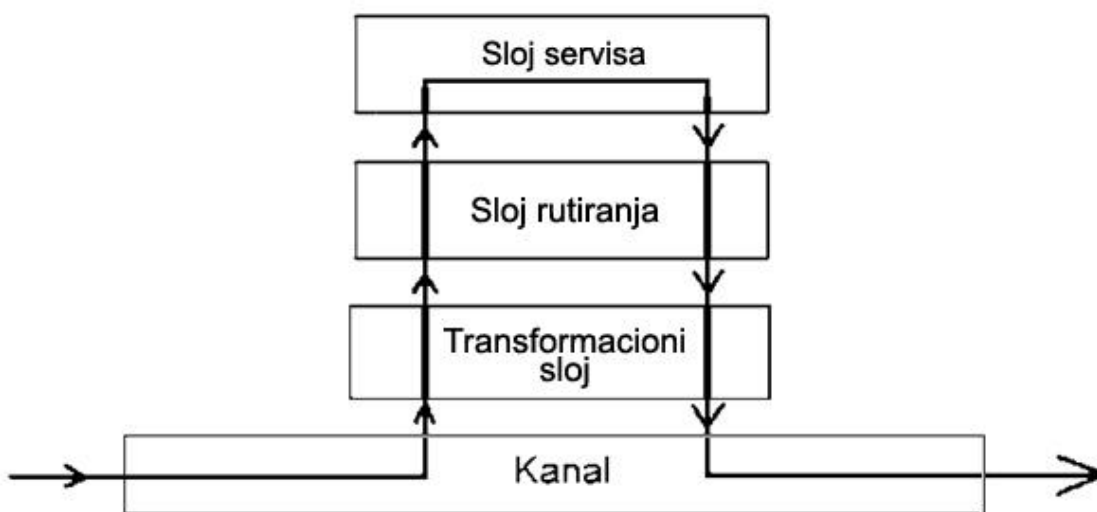 Sloj servisa
Sloj rutiranja
Transformacioni
sloj
Kanal